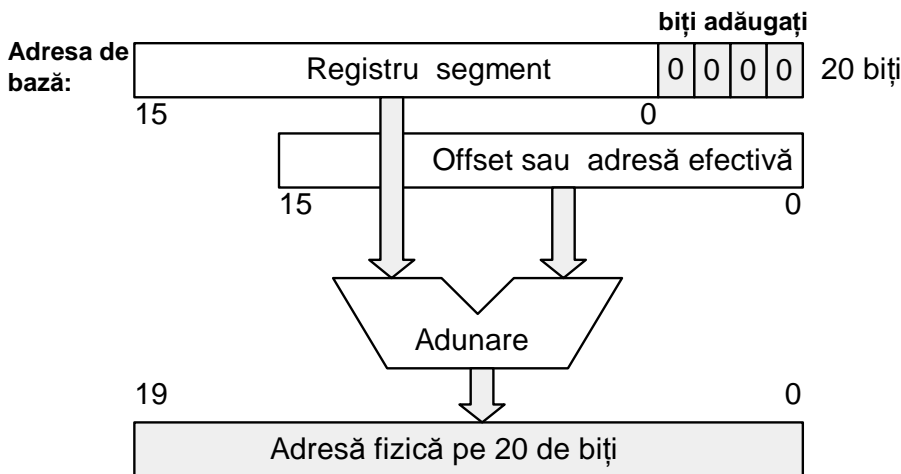 biți adăugați
Adresa de
bază:
Registru segment
0 0 0 0
20 biți
15
0
Offset sau adresă efectivă
15
0
Adunare
19
0
Adresă fizică pe 20 de biți